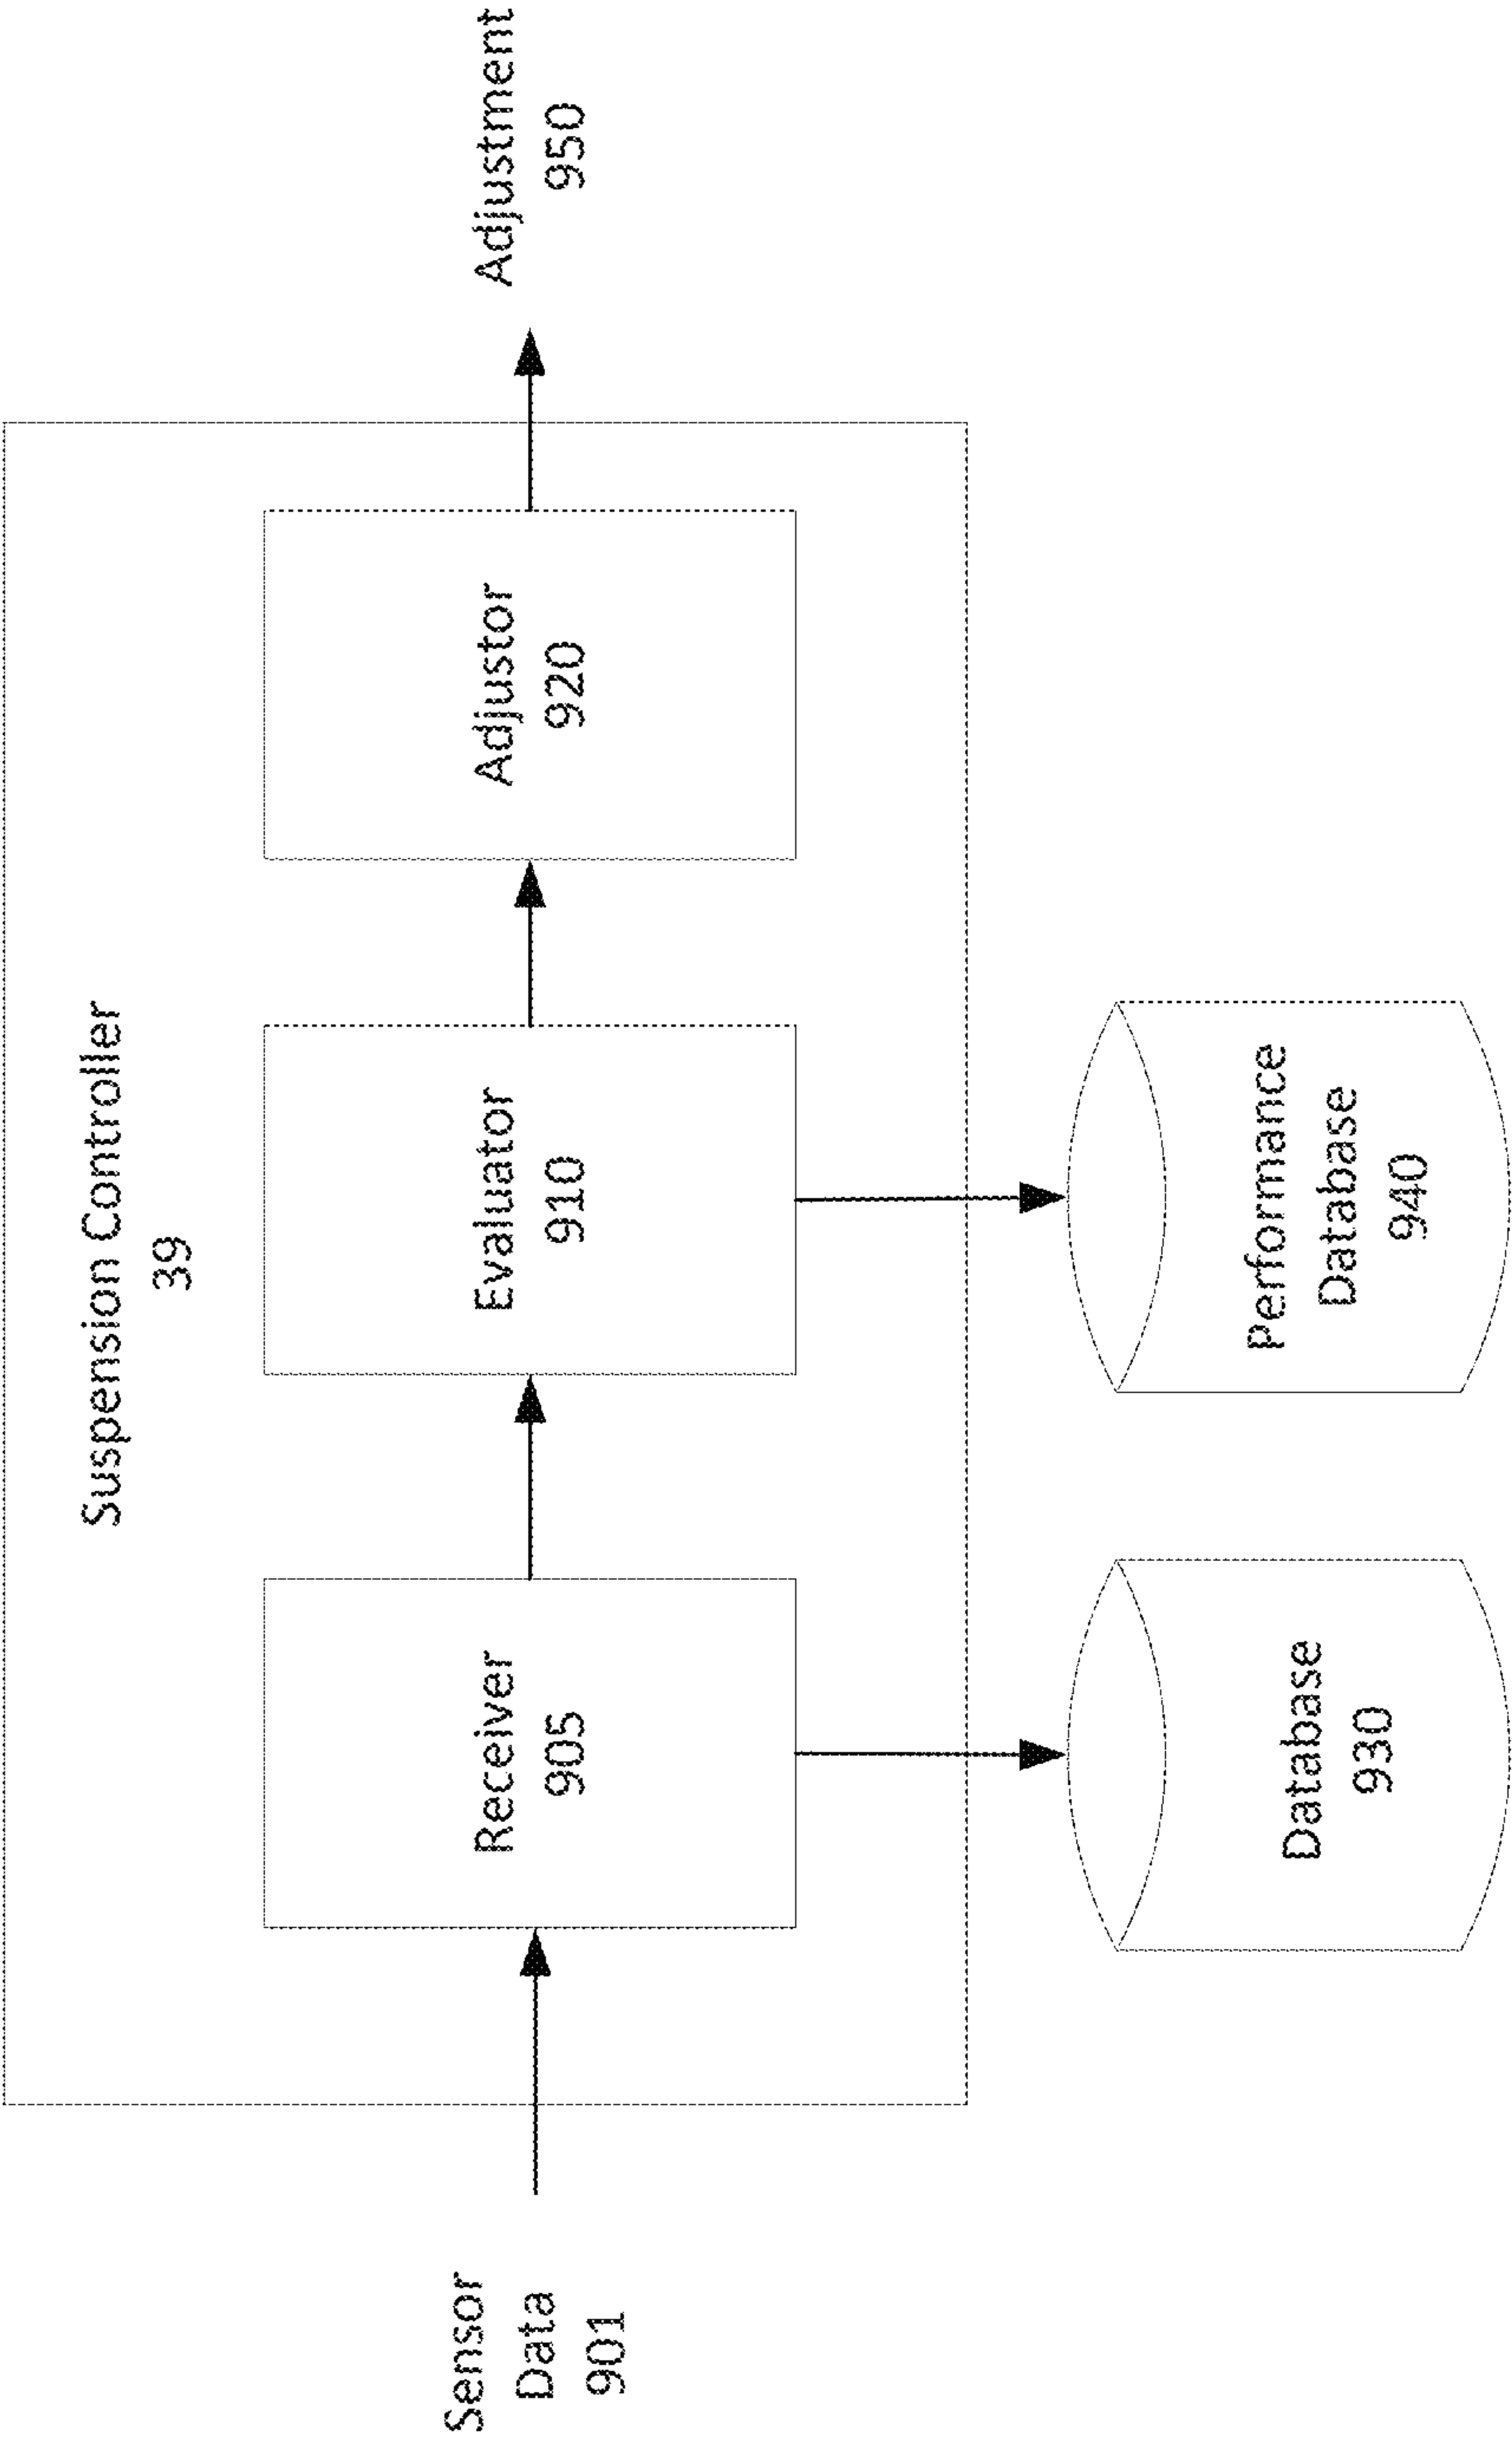 Suspension Controller
39
Sensor
Data
901
Receiver
905
Evaluator
910
Adjustor
920
Adjustment
950
Database
930
Performance
Database
940